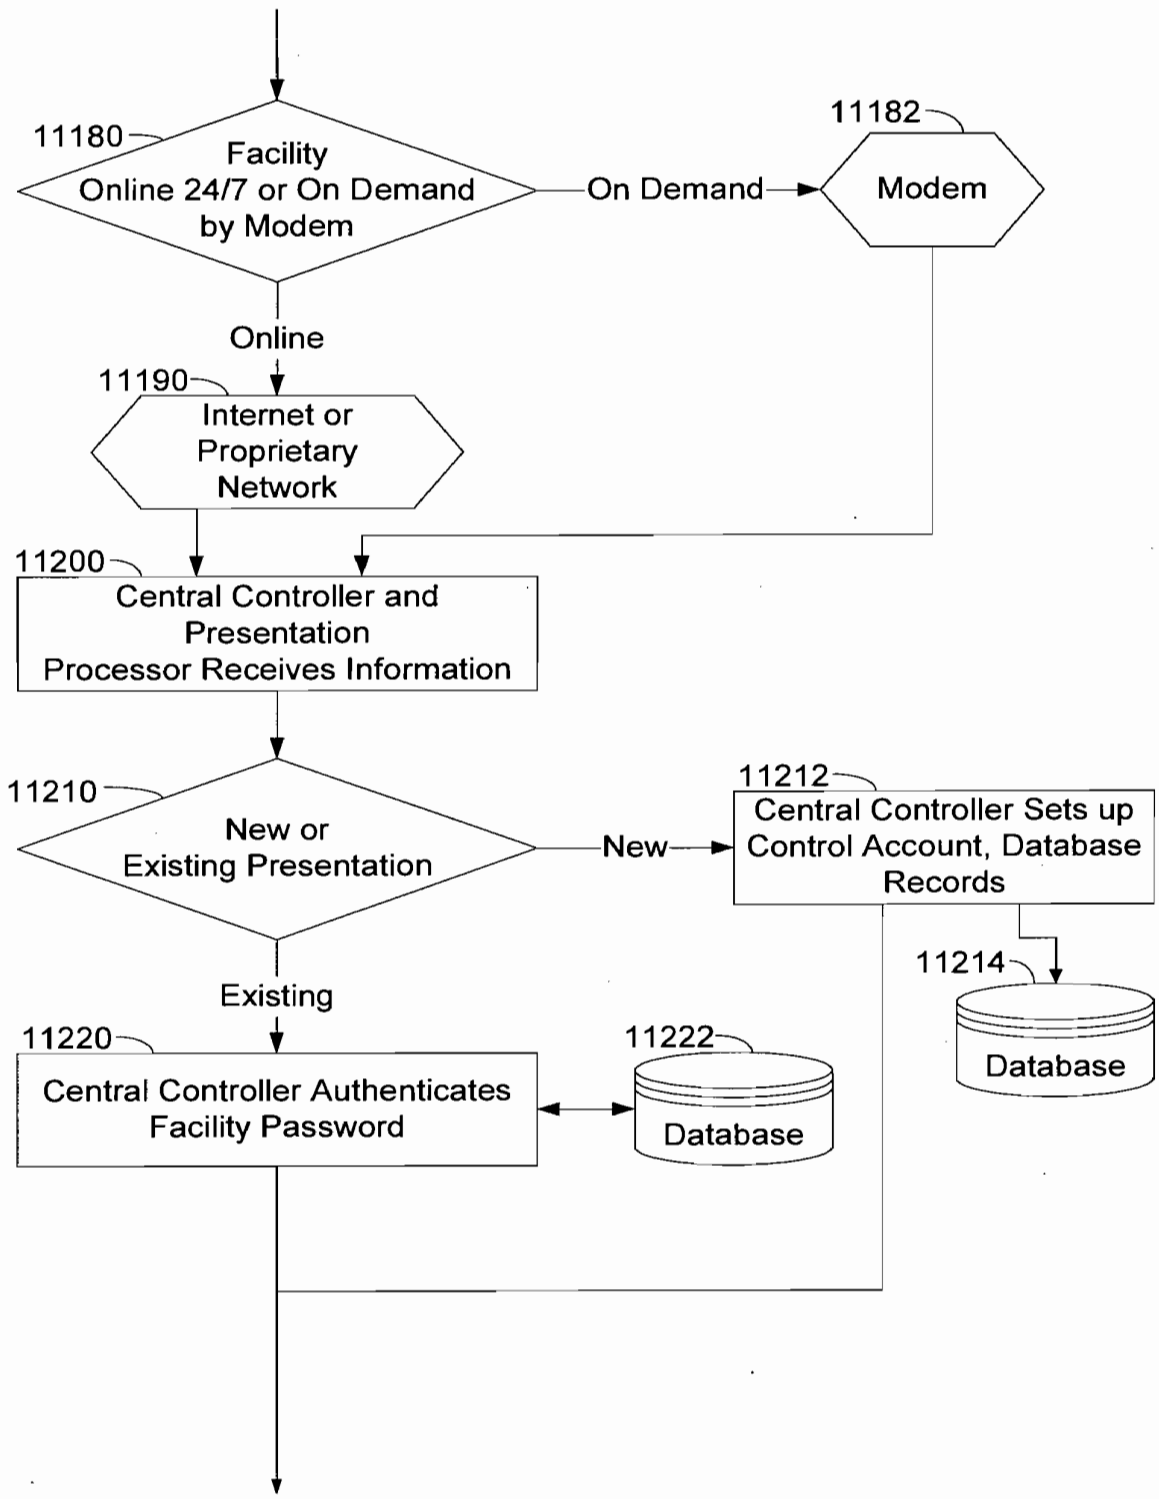 11180
Facility
Online 24/7 or On Demand
by Modem
On Demand
11182
Modem
Online
11190
Internet or
Proprietary
Network
11200
Central Controller and
Presentation
Processor Receives Information
11210
New or
Existing Presentation
New
11212
Central Controller Sets up
Control Account, Database
Records
11214
Database
Existing
11220
Central Controller Authenticates
Facility Password
11222
Database